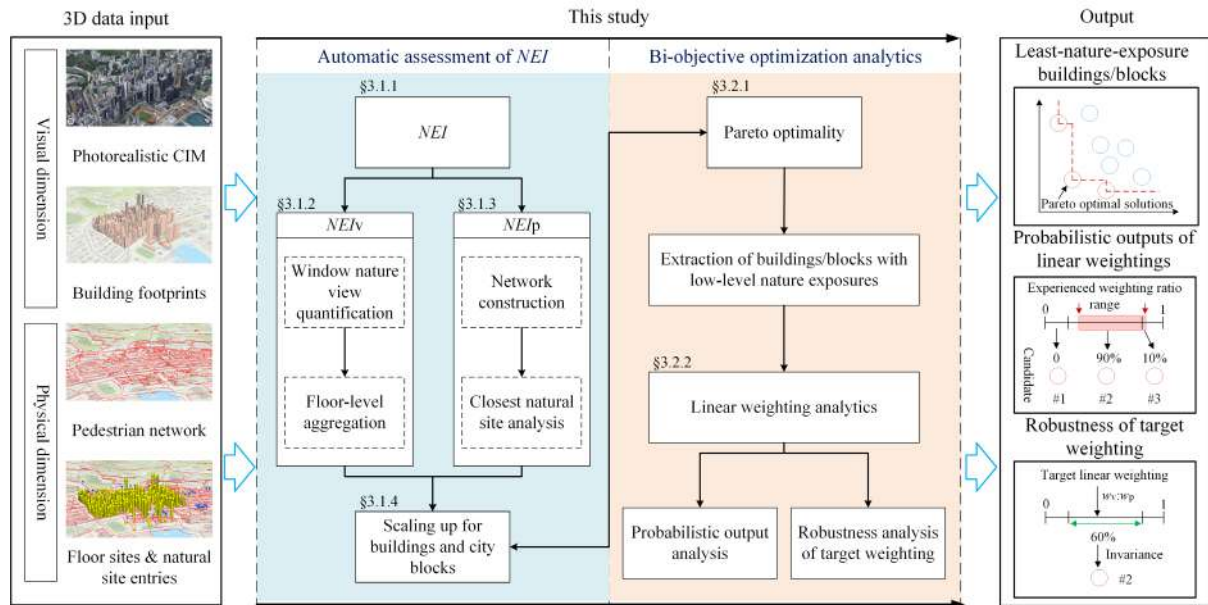 3D data input
This study
Output
Visual dimension
Photorealistic CIM
Building footprints
Physical dimension
Pedestrian network
Floor sites & natural
site entries
Automatic assessment of NEI
§3.1.1
NEI
§3.1.2
NEIv
Window nature
view
quantification
Floor-level
aggregation
§3.1.3
NEIp
Network
construction
Closest natural
site analysis
§3.1.4
Scaling up for
buildings and city
blocks
Bi-objective optimization analytics
§3.2.1
Pareto optimality
Extraction of buildings/blocks with
low-level nature exposures
§3.2.2
Linear weighting analytics
Probabilistic output
analysis
Robustness analysis
of target weighting
Least-nature-exposure
buildings/blocks
Pareto optimal solutions
Probabilistic outputs of
linear weightings
Experienced weighting ratio
range
0 1
Candidate
0 90% 10%
#1 #2 #3
Robustness of target
weighting
Target linear weighting
0 wv:wp 1
60%
Invariance
#2